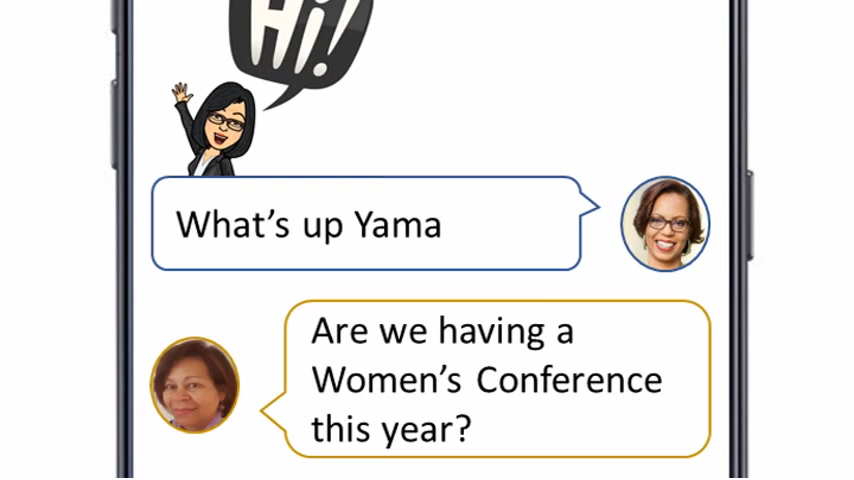 Hi!
What's up Yama
Are we having a
Women's Conference
this year?